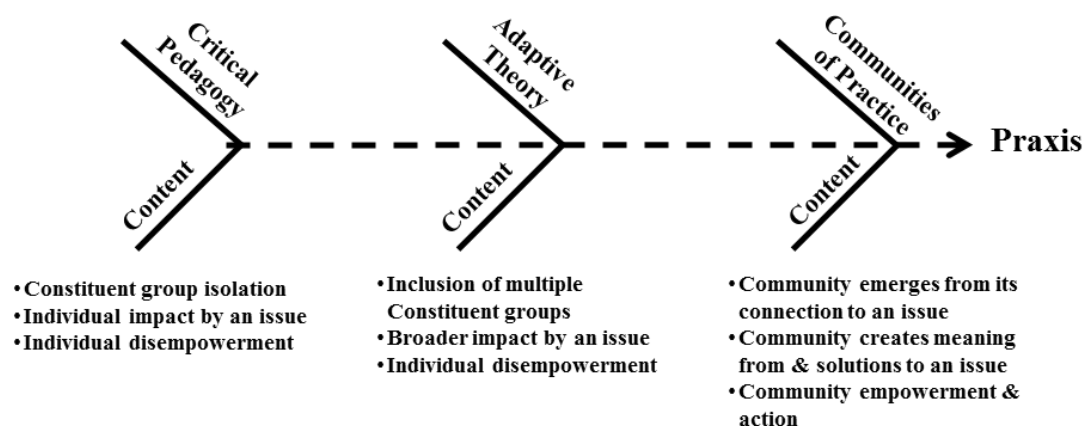 Critical
Pedagogy
Adaptive
Theory
Communities
of Practice
Praxis
Content
Content
Content
•Constituent group isolation
•Individual impact by an issue
•Individual disempowerment
•Inclusion of multiple
Constituent groups
•Broader impact by an issue
•Individual disempowerment
•Community emerges from its
connection to an issue
•Community creates meaning
from & solutions to an issue
•Community empowerment &
action